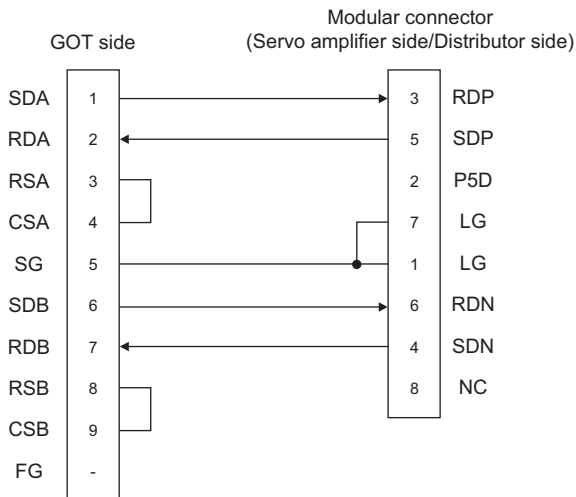 Modular connector
GOT side (Servo amplifier side/Distributor side)
SDA 1 3 RDP
RDA 2 5 SDP
RSA 3 2 P5D
CSA 4 7 LG
SG 5 1 LG
SDB 6 6 RDN
RDB 7 4 SDN
RSB 8 8 NC
CSB 9
FG -